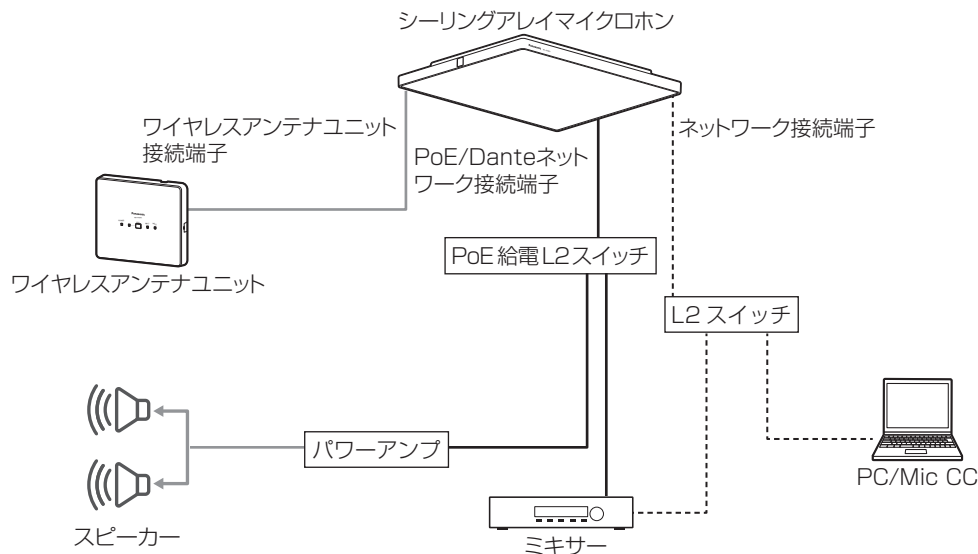 シーリングアレイマイクロホン
ワイヤレスアンテナユニット
接続端子
PoE/Danteネット
ワーク接続端子
ネットワーク接続端子
PoE 給電 L2スイッチ
ワイヤレスアンテナユニット
L2 スイッチ
パワーアンプ
PC/Mic CC
スピーカー
ミキサー